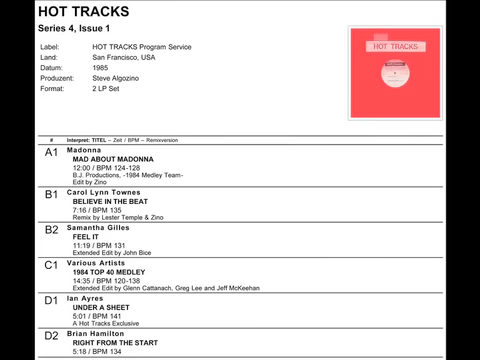 HOT TRACKS
Series 4, Issue 1
Label: HOT TRACKS Program Service
Land: San Francisco, USA
Datum: 1985
Produzent: Steve Algozino
Format: 2 LP Set
HOT TRACKS
# Interpret: TITEL – Zeit / BPM – Remixversion
A1 Madonna
MAD ABOUT MADONNA
12:00 / BPM 124-128
B.J. Productions, -1984 Medley Team-
Edit by Zino
B1 Carol Lynn Townes
BELIEVE IN THE BEAT
7:16 / BPM 135
Remix by Lester Temple & Zino
B2 Samantha Gilles
FEEL IT
11:19 / BPM 131
Extended Edit by John Bice
C1 Various Artists
1984 TOP 40 MEDLEY
14:35 / BPM 120-138
Extended Edit by Glenn Cattanach, Greg Lee and Jeff McKeehan
D1 Ian Ayres
UNDER A SHEET
5:01 / BPM 141
A Hot Tracks Exclusive
D2 Brian Hamilton
RIGHT FROM THE START
5:18 / BPM 134